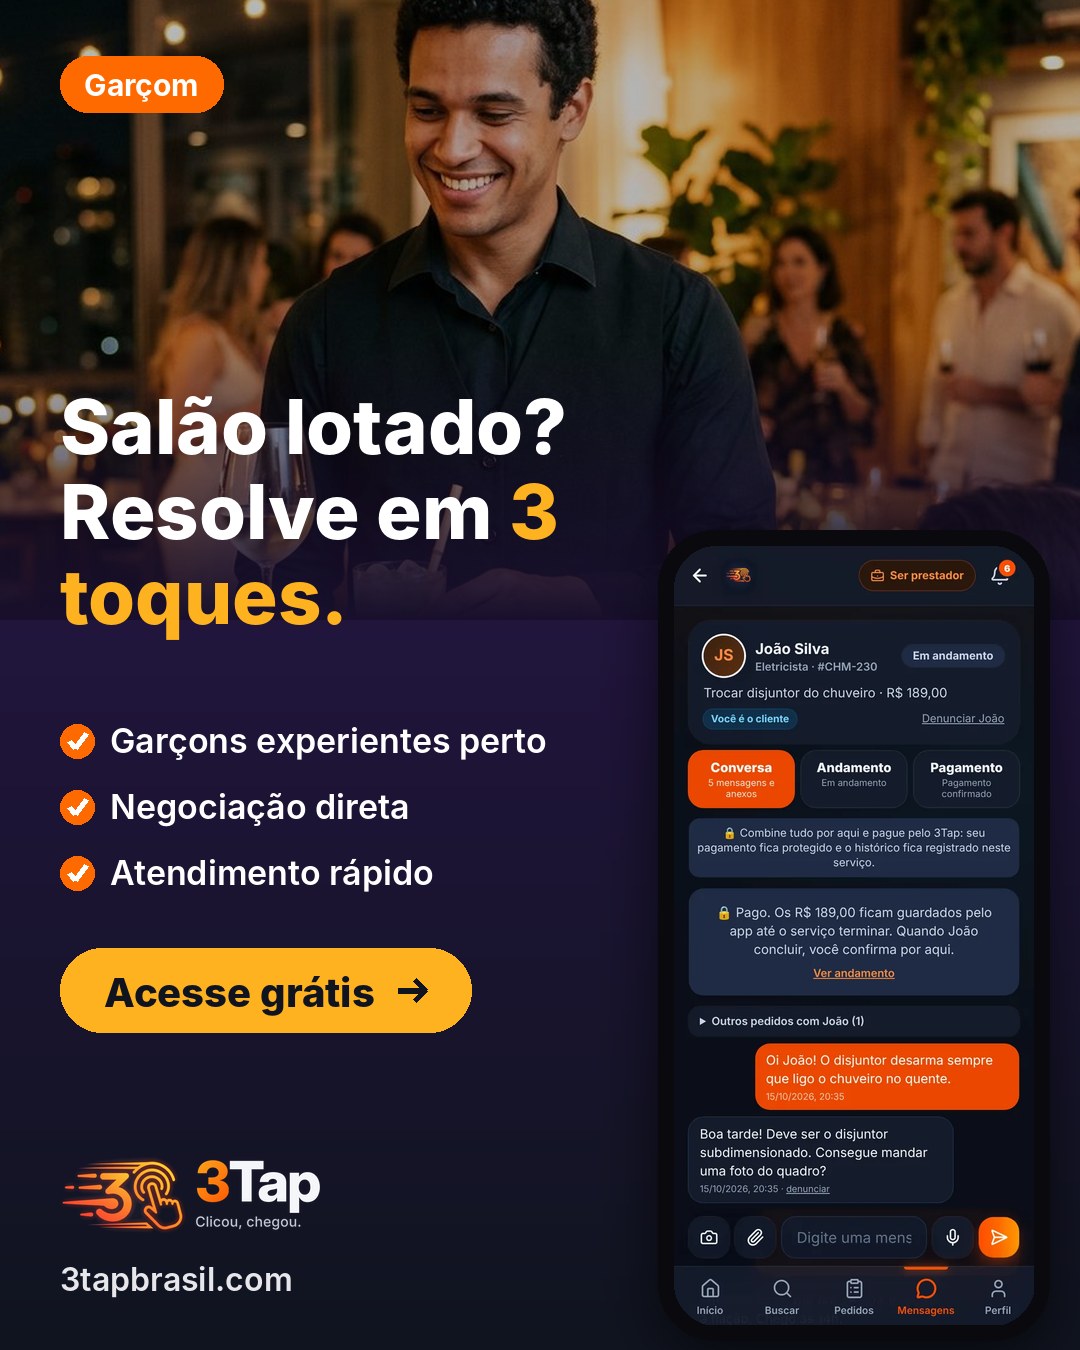 Garçom
Salão lotado?
Resolve em 3
toques.
Garçons experientes perto
Negociação direta
Atendimento rápido
Acesse grátis →
3Tap
Clicou, chegou.
3tapbrasil.com
Ser prestador
6
JS
João Silva
Eletricista · #CHM-230
Em andamento
Trocar disjuntor do chuveiro · R$ 189,00
Você é o cliente
Denunciar João
Conversa
5 mensagens e
anexos
Andamento
Em andamento
Pagamento
Pagamento
confirmado
🔒 Combine tudo por aqui e pague pelo 3Tap: seu
pagamento fica protegido e o histórico fica registrado neste
serviço.
🔒 Pago. Os R$ 189,00 ficam guardados pelo
app até o serviço terminar. Quando João
concluir, você confirma por aqui.
Ver andamento
▶ Outros pedidos com João (1)
Oi João! O disjuntor desarma sempre
que ligo o chuveiro no quente.
15/10/2026, 20:35
Boa tarde! Deve ser o disjuntor
subdimensionado. Consegue mandar
uma foto do quadro?
15/10/2026, 20:35 · denunciar
Digite uma mens
Início
Buscar
Pedidos
Mensagens
Perfil